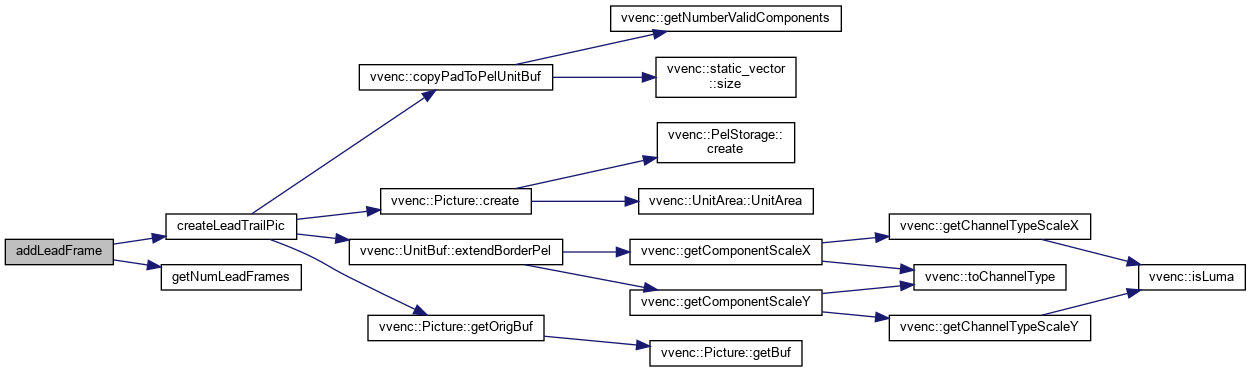 vvenc::getNumberValidComponents
vvenc::copyPadToPelUnitBuf
vvenc::static_vector
::size
vvenc::PelStorage::
create
vvenc::Picture::create
vvenc::UnitArea::UnitArea
createLeadTrailPic
vvenc::getChannelTypeScaleX
addLeadFrame
vvenc::UnitBuf::extendBorderPel
vvenc::getComponentScaleX
getNumLeadFrames
vvenc::toChannelType
vvenc::isLuma
vvenc::getComponentScaleY
vvenc::Picture::getOrigBuf
vvenc::getChannelTypeScaleY
vvenc::Picture::getBuf